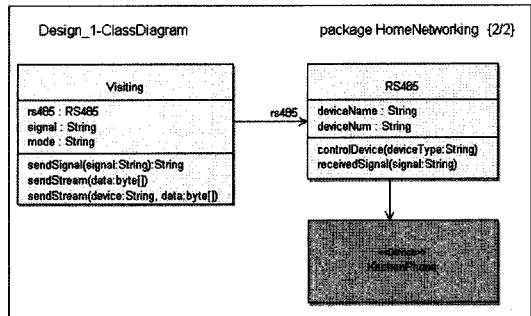 Design_1-ClassDiagram
package HomeNetworking {2/2}
Visiting
rs485 : RS485
signal : String
mode : String
sendSignal(signal:String):String
sendStream(data:byte[])
sendStream(device:String, data:byte[])
rs485
RS485
deviceName : String
deviceNum : String
controlDevice(deviceType:String)
receivedSignal(signal:String)
<<device>>
KitchenPhone